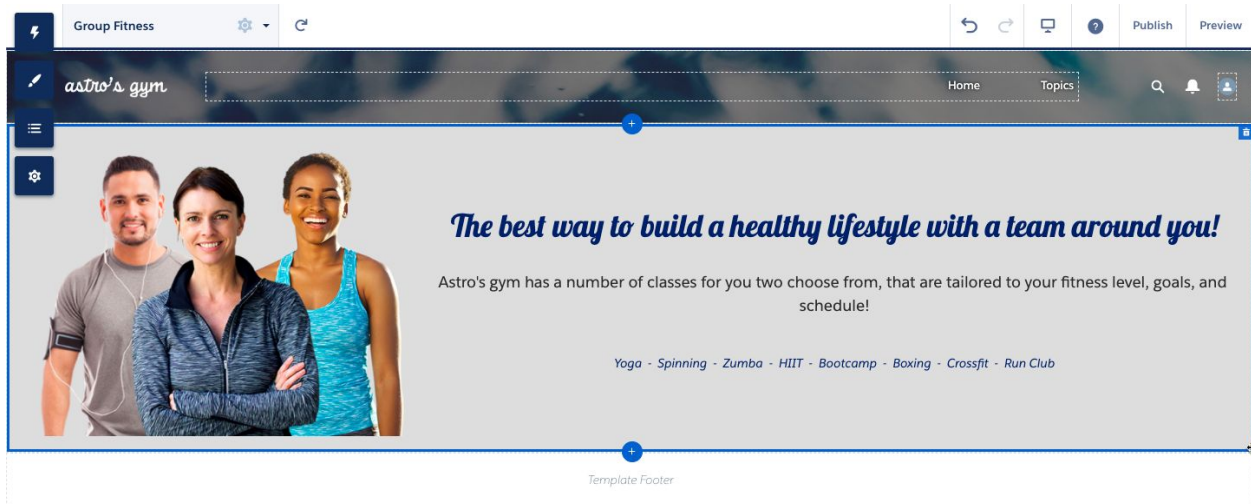 Group Fitness
Publish
Preview
astro's gym
Home
Topics
The best way to build a healthy lifestyle with a team around you!
Astro's gym has a number of classes for you two choose from, that are tailored to your fitness level, goals, and
schedule!
Yoga - Spinning - Zumba - HIIT - Bootcamp - Boxing - Crossfit - Run Club
Template Footer